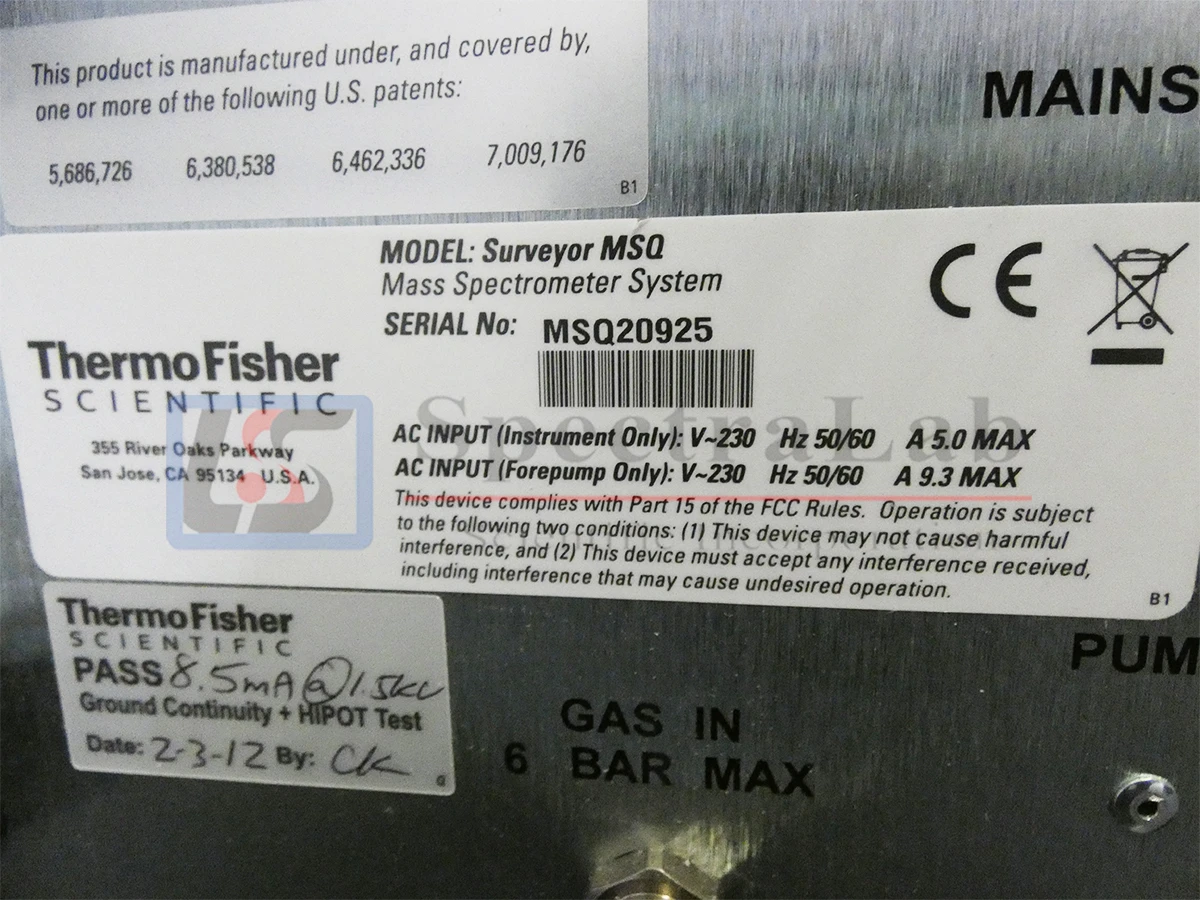 This product is manufactured under, and covered by,
one or more of the following U.S. patents:
5,686,726 6,380,538 6,462,336 7,009,176
B1
MAINS
MODEL: Surveyor MSQ
Mass Spectrometer System
SERIAL No: MSQ20925
CE
ThermoFisher
SCIENTIFIC
355 River Oaks Parkway
San Jose, CA 95134 U.S.A.
LSS
SpectraLab
AC INPUT (Instrument Only): V~230 Hz 50/60 A 5.0 MAX
AC INPUT (Forepump Only): V~230 Hz 50/60 A 9.3 MAX
This device complies with Part 15 of the FCC Rules. Operation is subject
to the following two conditions: (1) This device may not cause harmful
interference, and (2) This device must accept any interference received,
including interference that may cause undesired operation.
B1
ThermoFisher
SCIENTIFIC
PASS 8.5mA @ 1.5KV
Ground Continuity + HIPOT Test
Date: 2-3-12 By: CK
G
PUM
GAS IN
6 BAR MAX